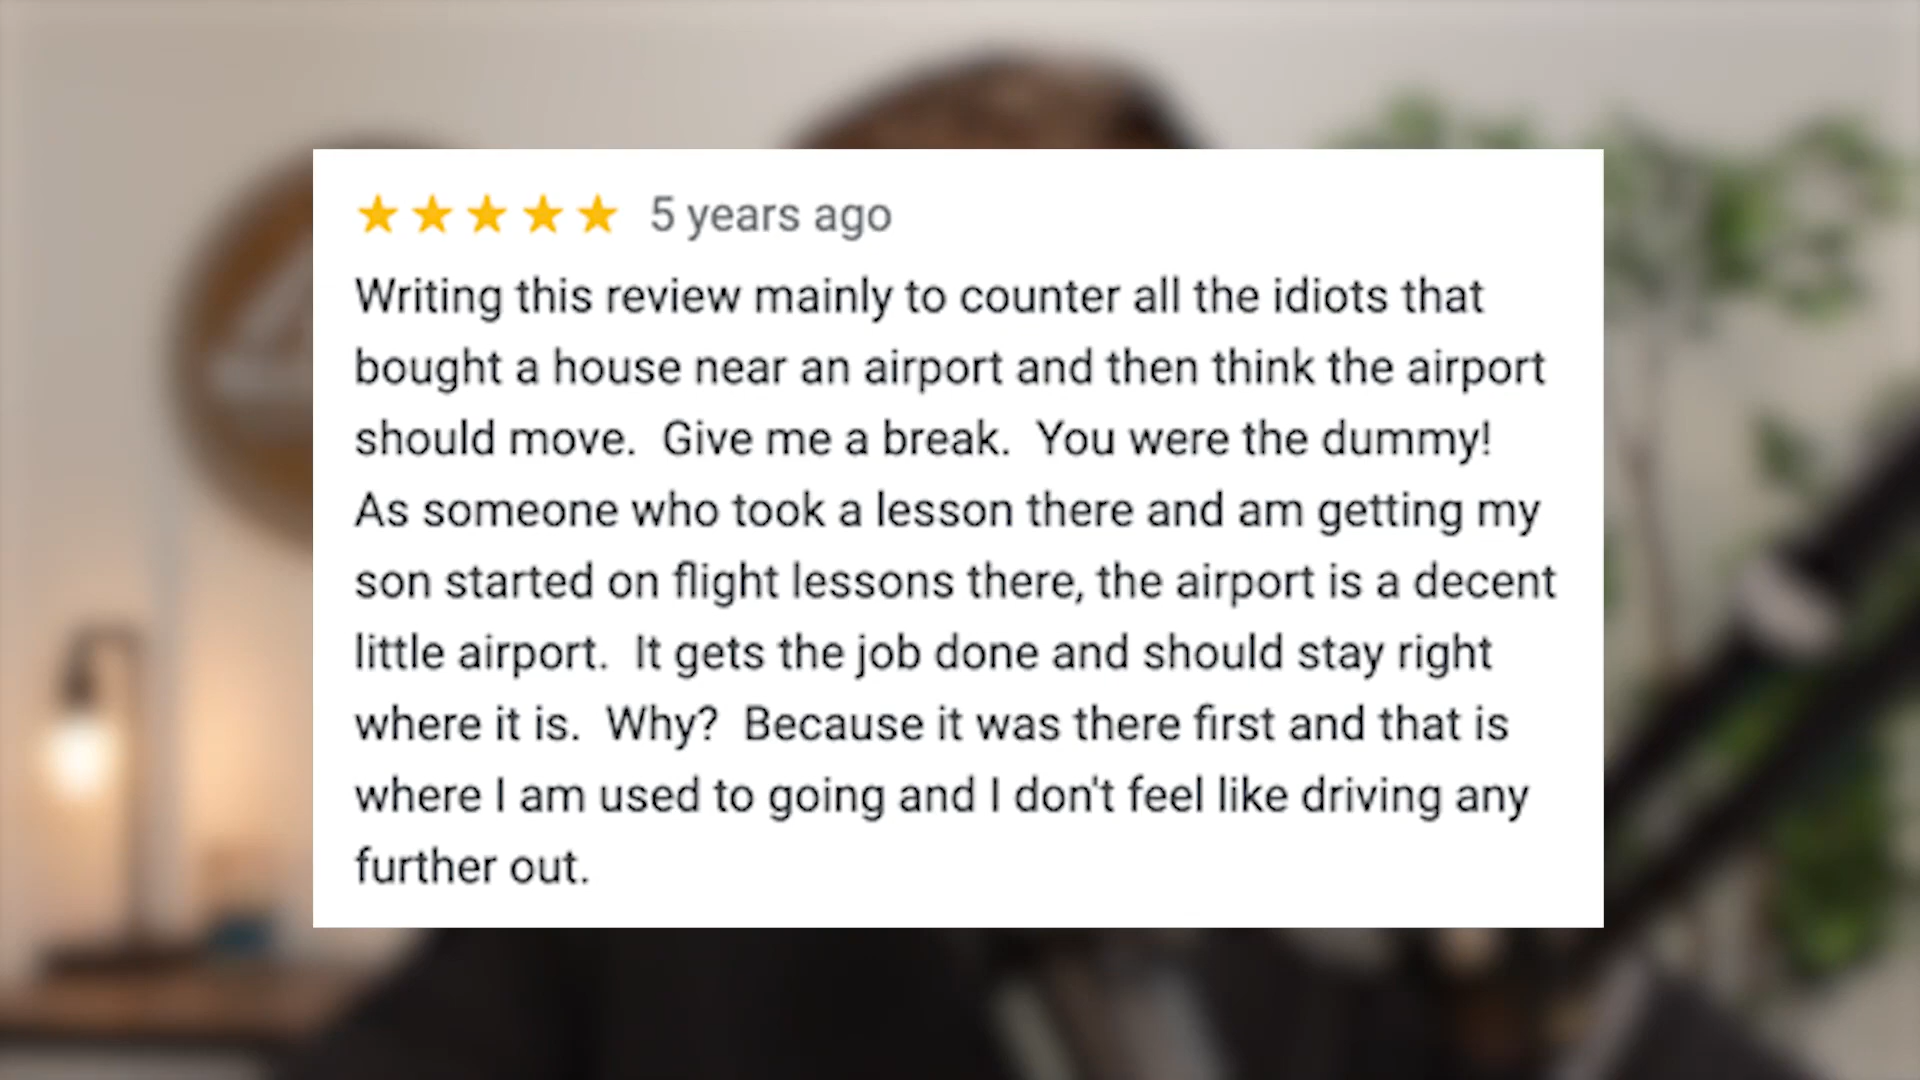 5 years ago
Writing this review mainly to counter all the idiots that
bought a house near an airport and then think the airport
should move.  Give me a break.  You were the dummy!
As someone who took a lesson there and am getting my
son started on flight lessons there, the airport is a decent
little airport.  It gets the job done and should stay right
where it is.  Why?  Because it was there first and that is
where I am used to going and I don't feel like driving any
further out.